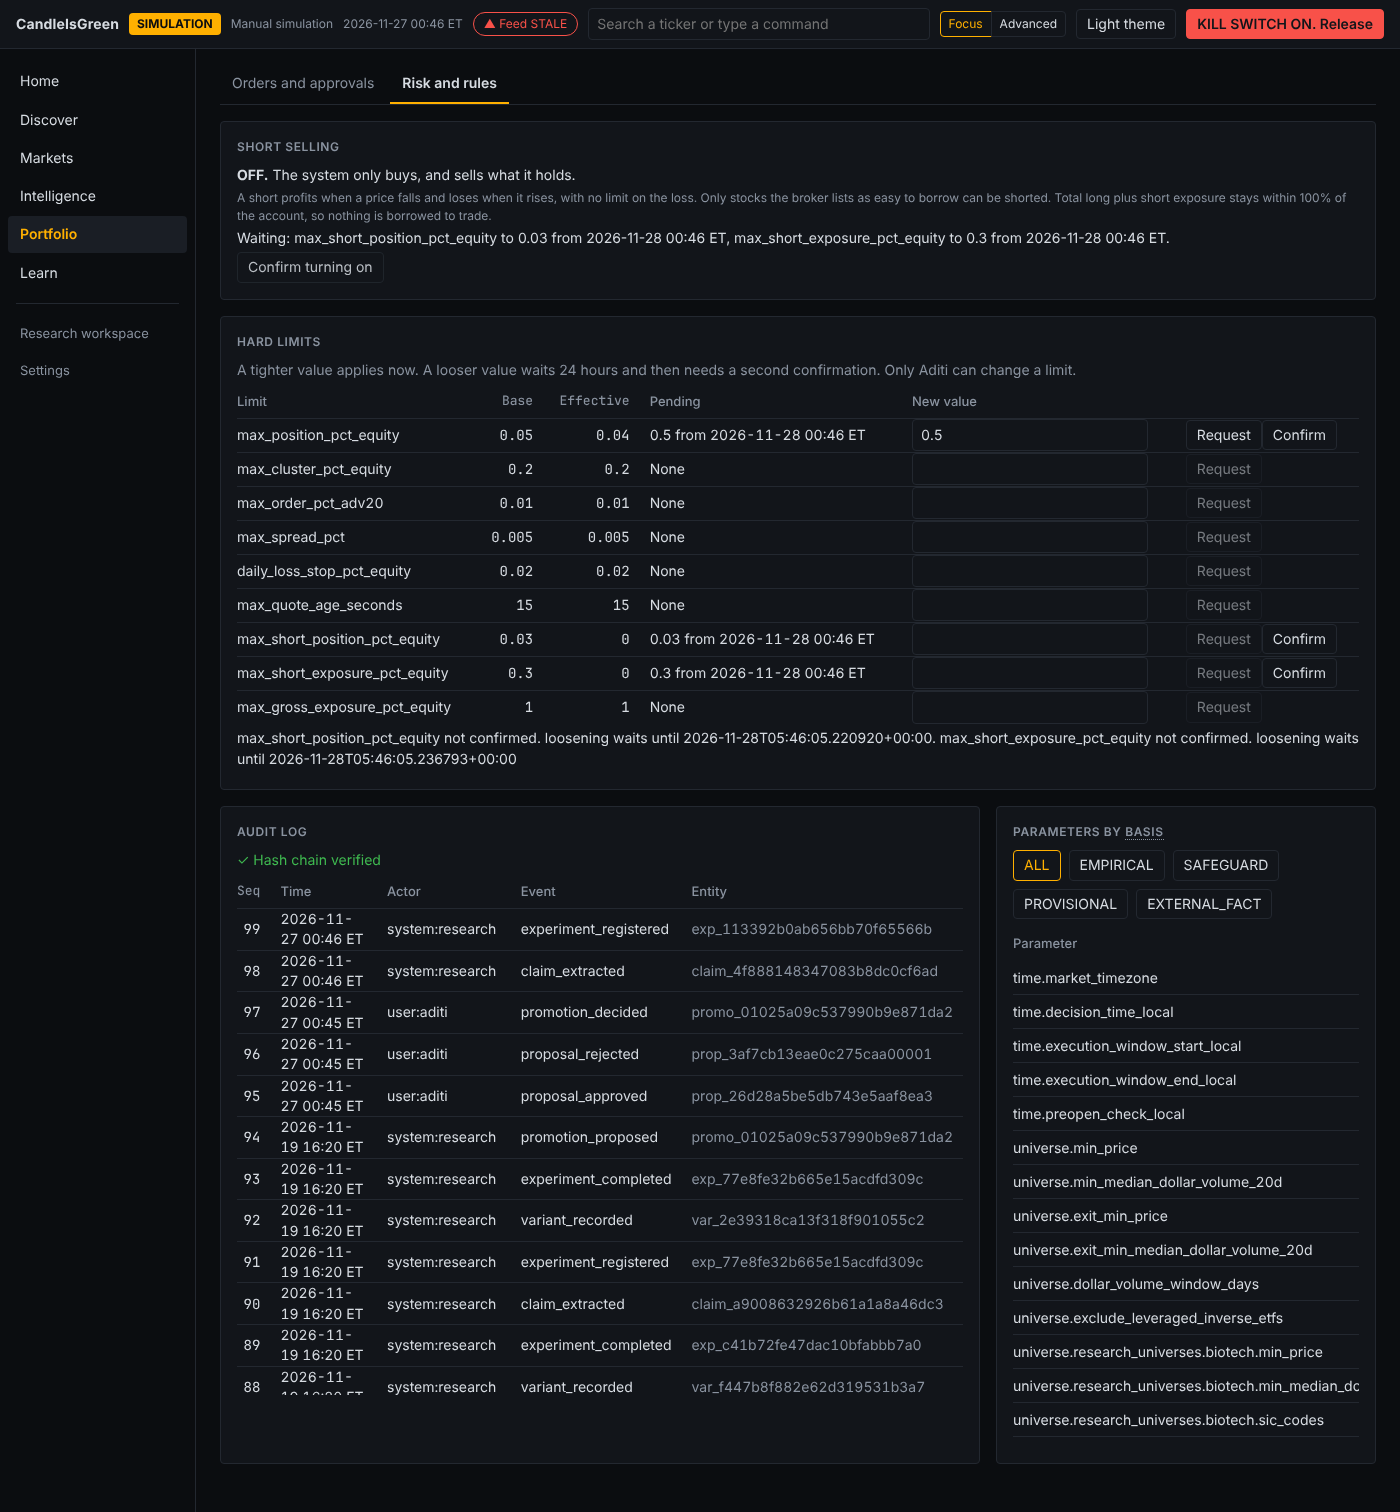 CandleIsGreen SIMULATION Manual simulation 2026-11-27 00:46 ET ▲ Feed STALE Search a ticker or type a command Focus Advanced Light theme KILL SWITCH ON. Release
Home
Discover
Markets
Intelligence
Portfolio
Learn
Research workspace
Settings
Orders and approvals Risk and rules
SHORT SELLING
OFF. The system only buys, and sells what it holds.
A short profits when a price falls and loses when it rises, with no limit on the loss. Only stocks the broker lists as easy to borrow can be shorted. Total long plus short exposure stays within 100% of
the account, so nothing is borrowed to trade.
Waiting: max_short_position_pct_equity to 0.03 from 2026-11-28 00:46 ET, max_short_exposure_pct_equity to 0.3 from 2026-11-28 00:46 ET.
Confirm turning on
HARD LIMITS
A tighter value applies now. A looser value waits 24 hours and then needs a second confirmation. Only Aditi can change a limit.
Limit Base Effective Pending New value
max_position_pct_equity 0.05 0.04 0.5 from 2026-11-28 00:46 ET 0.5 Request Confirm
max_cluster_pct_equity 0.2 0.2 None Request
max_order_pct_adv20 0.01 0.01 None Request
max_spread_pct 0.005 0.005 None Request
daily_loss_stop_pct_equity 0.02 0.02 None Request
max_quote_age_seconds 15 15 None Request
max_short_position_pct_equity 0.03 0 0.03 from 2026-11-28 00:46 ET Request Confirm
max_short_exposure_pct_equity 0.3 0 0.3 from 2026-11-28 00:46 ET Request Confirm
max_gross_exposure_pct_equity 1 1 None Request
max_short_position_pct_equity not confirmed. loosening waits until 2026-11-28T05:46:05.220920+00:00. max_short_exposure_pct_equity not confirmed. loosening waits
until 2026-11-28T05:46:05.236793+00:00
AUDIT LOG
✓ Hash chain verified
Seq Time Actor Event Entity
99 2026-11-27 00:46 ET system:research experiment_registered exp_113392b0ab656bb70f65566b
98 2026-11-27 00:46 ET system:research claim_extracted claim_4f888148347083b8dc0cf6ad
97 2026-11-27 00:45 ET user:aditi promotion_decided promo_01025a09c537990b9e871da2
96 2026-11-27 00:45 ET user:aditi proposal_rejected prop_3af7cb13eae0c275caa00001
95 2026-11-27 00:45 ET user:aditi proposal_approved prop_26d28a5be5db743e5aaf8ea3
94 2026-11-19 16:20 ET system:research promotion_proposed promo_01025a09c537990b9e871da2
93 2026-11-19 16:20 ET system:research experiment_completed exp_77e8fe32b665e15acdfd309c
92 2026-11-19 16:20 ET system:research variant_recorded var_2e39318ca13f318f901055c2
91 2026-11-19 16:20 ET system:research experiment_registered exp_77e8fe32b665e15acdfd309c
90 2026-11-19 16:20 ET system:research claim_extracted claim_a9008632926b61a1a8a46dc3
89 2026-11-19 16:20 ET system:research experiment_completed exp_c41b72fe47dac10bfabbb7a0
88 2026-11- system:research variant_recorded var_f447b8f882e62d319531b3a7
PARAMETERS BY BASIS
ALL EMPIRICAL SAFEGUARD
PROVISIONAL EXTERNAL_FACT
Parameter
time.market_timezone
time.decision_time_local
time.execution_window_start_local
time.execution_window_end_local
time.preopen_check_local
universe.min_price
universe.min_median_dollar_volume_20d
universe.exit_min_price
universe.exit_min_median_dollar_volume_20d
universe.dollar_volume_window_days
universe.exclude_leveraged_inverse_etfs
universe.research_universes.biotech.min_price
universe.research_universes.biotech.min_median_do
universe.research_universes.biotech.sic_codes